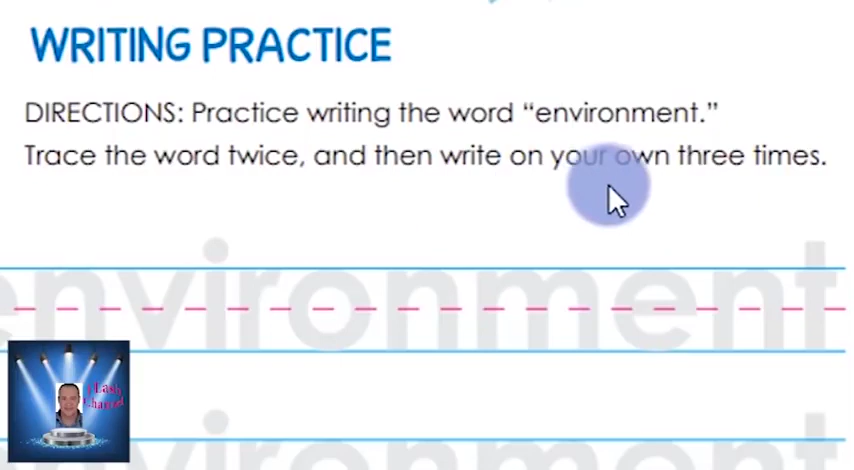 WRITING PRACTICE
DIRECTIONS: Practice writing the word “environment.”
Trace the word twice, and then write on your own three times.
environment
environment